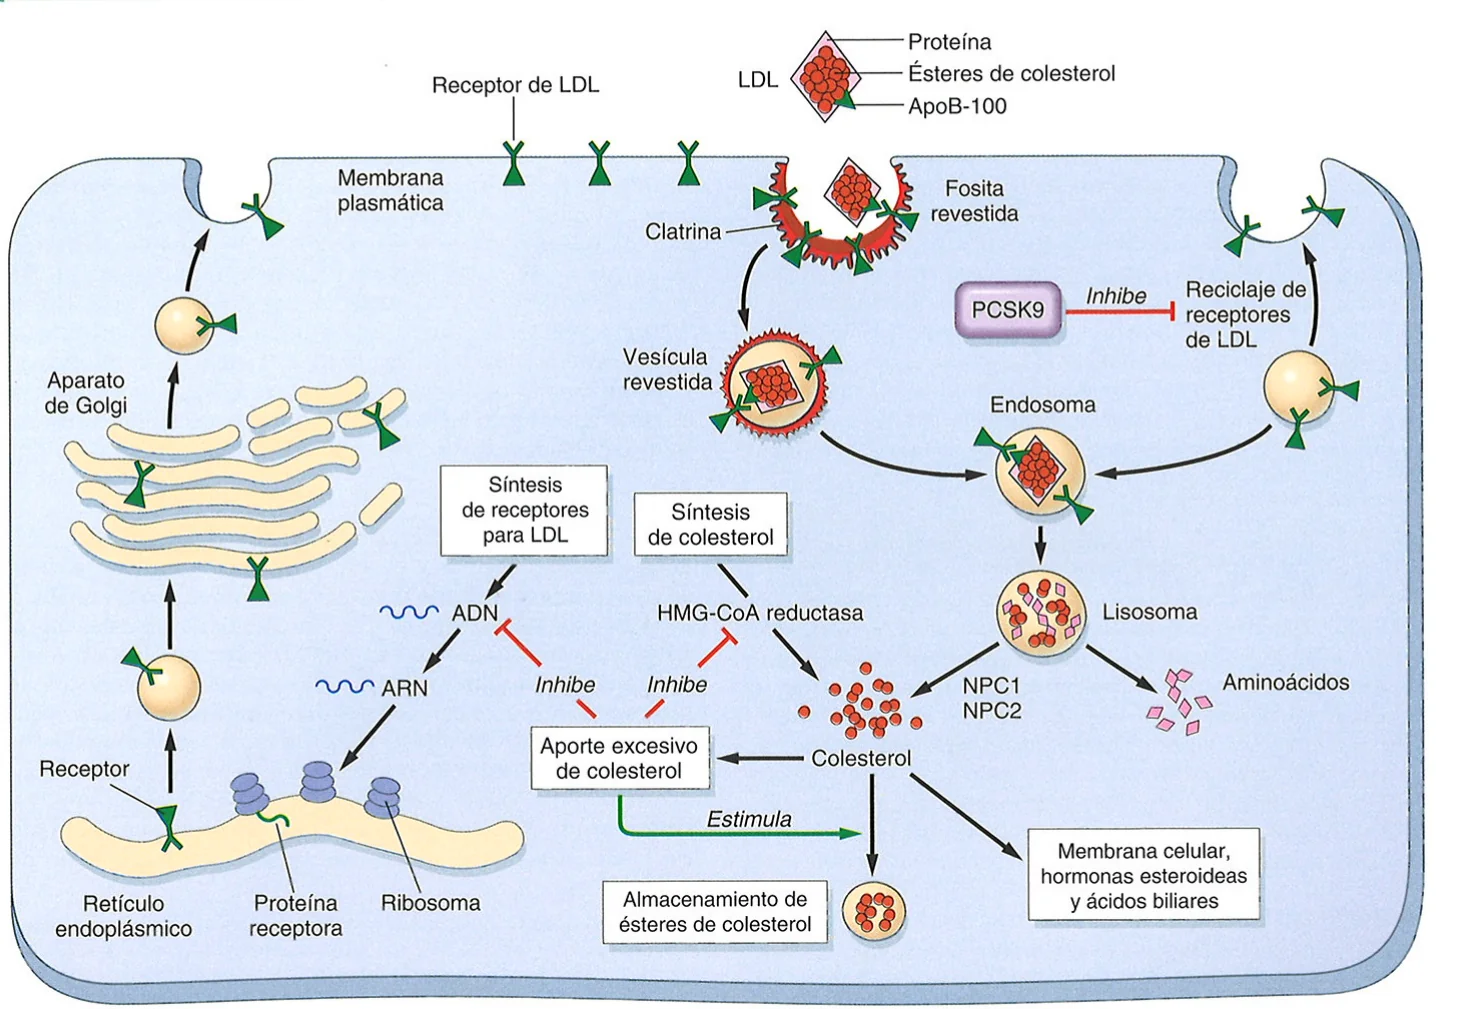 Proteína
LDL
Ésteres de colesterol
ApoB-100
Receptor de LDL
Membrana
plasmática
Clatrina
Fosita
revestida
PCSK9
Inhibe
Reciclaje de
receptores
de LDL
Vesícula
revestida
Aparato
de Golgi
Endosoma
Síntesis
de receptores
para LDL
Síntesis
de colesterol
ADN
HMG-CoA reductasa
Lisosoma
ARN
Inhibe
Inhibe
NPC1
NPC2
Aminoácidos
Aporte excesivo
de colesterol
Colesterol
Receptor
Estimula
Membrana celular,
hormonas esteroideas
y ácidos biliares
Retículo
endoplásmico
Proteína
receptora
Ribosoma
Almacenamiento de
ésteres de colesterol